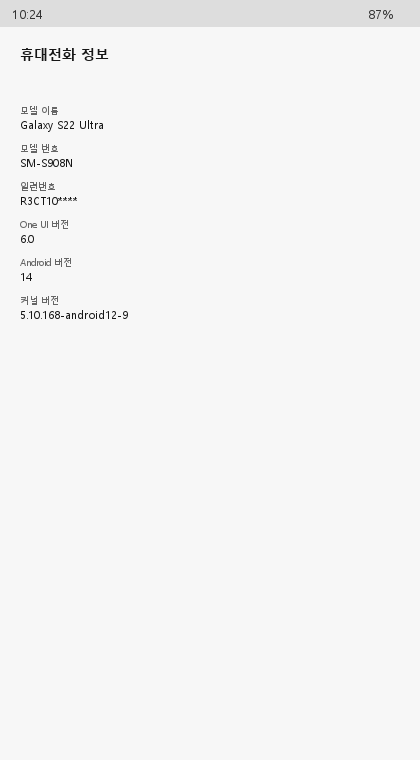 10:24 87%
휴대전화 정보
모델 이름
Galaxy S22 Ultra
모델 번호
SM-S908N
일련번호
R3CT10****
One UI 버전
6.0
Android 버전
14
커널 버전
5.10.168-android12-9